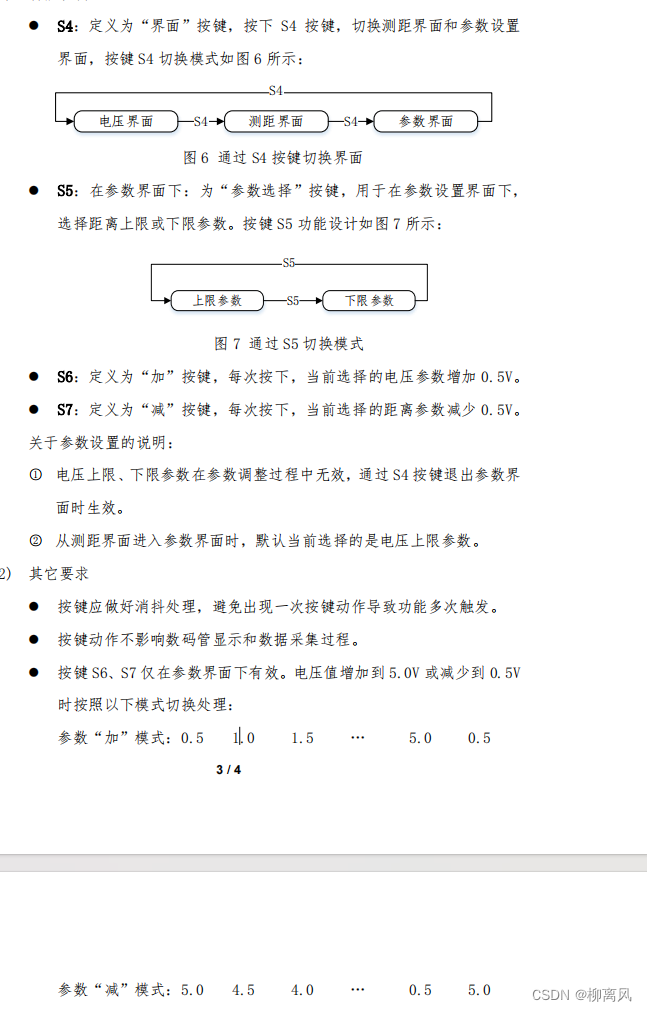 ● S4：定义为“界面”按键，按下 S4 按键，切换测距界面和参数设置
界面，按键 S4 切换模式如图 6 所示：
S4
电压界面 S4 测距界面 S4 参数界面
图 6 通过 S4 按键切换界面
● S5：在参数界面下：为“参数选择”按键，用于在参数设置界面下，
选择距离上限或下限参数。按键 S5 功能设计如图 7 所示：
S5
上限参数 S5 下限参数
图 7 通过 S5 切换模式
● S6：定义为“加”按键，每次按下，当前选择的电压参数增加 0.5V。
● S7：定义为“减”按键，每次按下，当前选择的距离参数减少 0.5V。
关于参数设置的说明：
① 电压上限、下限参数在参数调整过程中无效，通过 S4 按键退出参数界
面时生效。
② 从测距界面进入参数界面时，默认当前选择的是电压上限参数。
2) 其它要求
● 按键应做好消抖处理，避免出现一次按键动作导致功能多次触发。
● 按键动作不影响数码管显示和数据采集过程。
● 按键 S6、S7 仅在参数界面下有效。电压值增加到 5.0V 或减少到 0.5V
时按照以下模式切换处理：
参数“加”模式：0.5 1.0 1.5 … 5.0 0.5
3 / 4
参数“减”模式：5.0 4.5 4.0 … 0.5 5.0
CSDN @柳离风